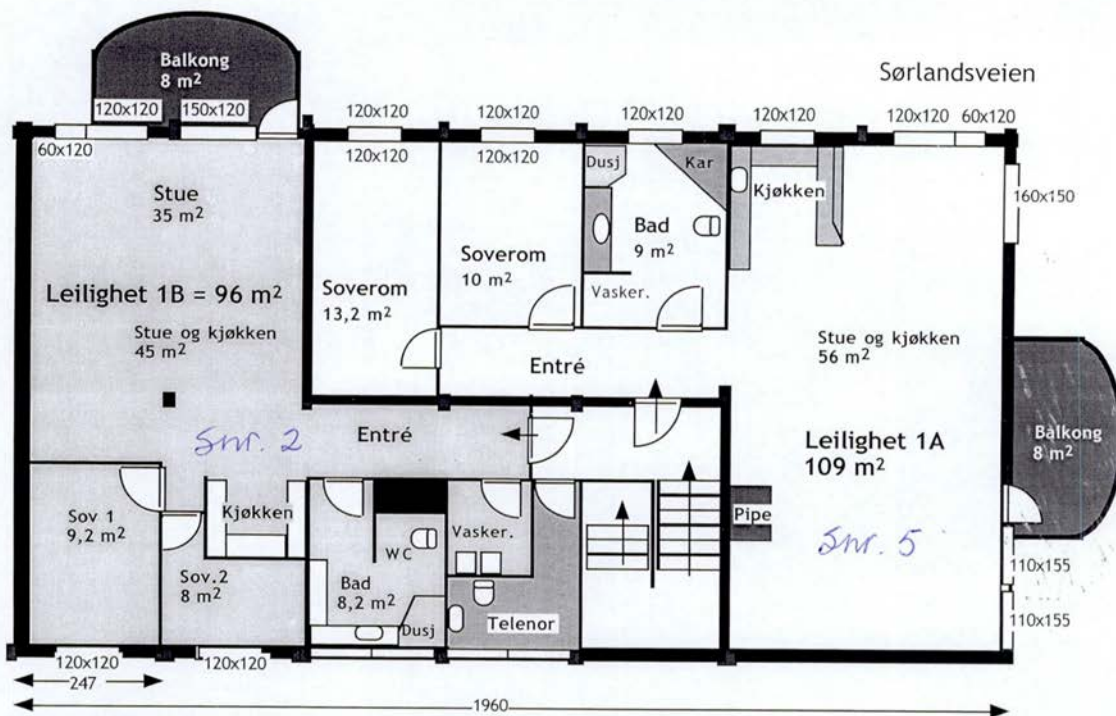 Balkong
8 m²
Sørlandsveien
120x120
150x120
120x120
120x120
120x120
120x120
120x120
60x120
60x120
120x120
120x120
Dusj
Kar
Kjøkken
160x150
Stue
35 m²
Bad
9 m²
Soverom
10 m²
Soverom
13,2 m²
Vasker.
Leilighet 1B = 96 m²
Stue og kjøkken
45 m²
Stue og kjøkken
56 m²
Entré
Entré
Snr. 2
Leilighet 1A
109 m²
Balkong
8 m²
Sov 1
9,2 m²
Kjøkken
Vasker.
Pipe
Snr. 5
WC
Sov.2
8 m²
Bad
8,2 m²
Dusj
Telenor
110x155
110x155
120x120
120x120
247
1960